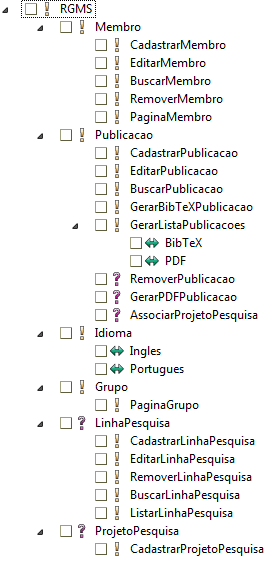 RGMS
Membro
CadastrarMembro
EditarMembro
BuscarMembro
RemoverMembro
PaginaMembro
Publicacao
CadastrarPublicacao
EditarPublicacao
BuscarPublicacao
GerarBibTeXPublicacao
GerarListaPublicacoes
BibTeX
PDF
RemoverPublicacao
GerarPDFPublicacao
AssociarProjetoPesquisa
Idioma
Ingles
Portugues
Grupo
PaginaGrupo
LinhaPesquisa
CadastrarLinhaPesquisa
EditarLinhaPesquisa
RemoverLinhaPesquisa
BuscarLinhaPesquisa
ListarLinhaPesquisa
ProjetoPesquisa
CadastrarProjetoPesquisa